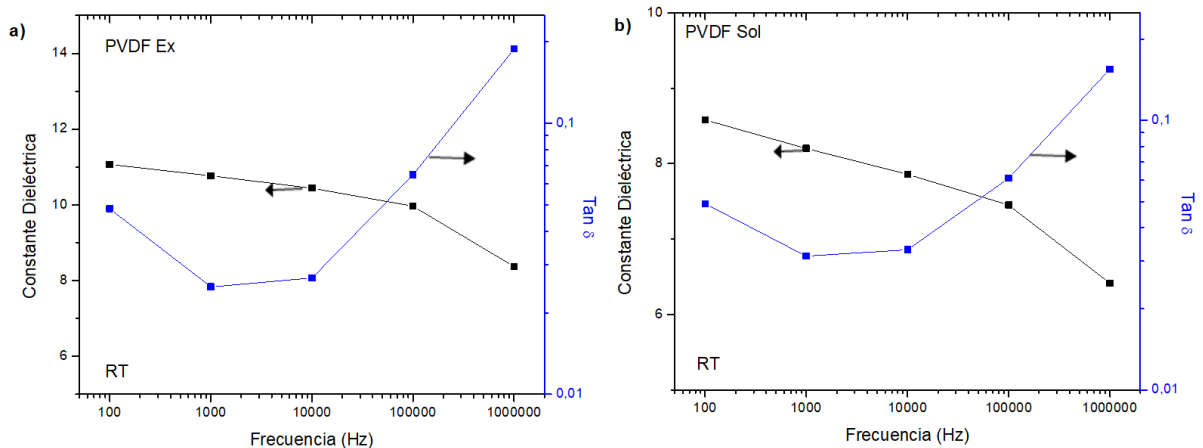 a)
PVDF Ex
14
12
10
8
6
Constante Dieléctrica
0,1
0,01
Tan δ
RT
100 1000 10000 100000 1000000
Frecuencia (Hz)
b)
PVDF Sol
10
8
6
Constante Dieléctrica
0,1
0,01
Tan δ
RT
100 1000 10000 100000 1000000
Frecuencia (Hz)